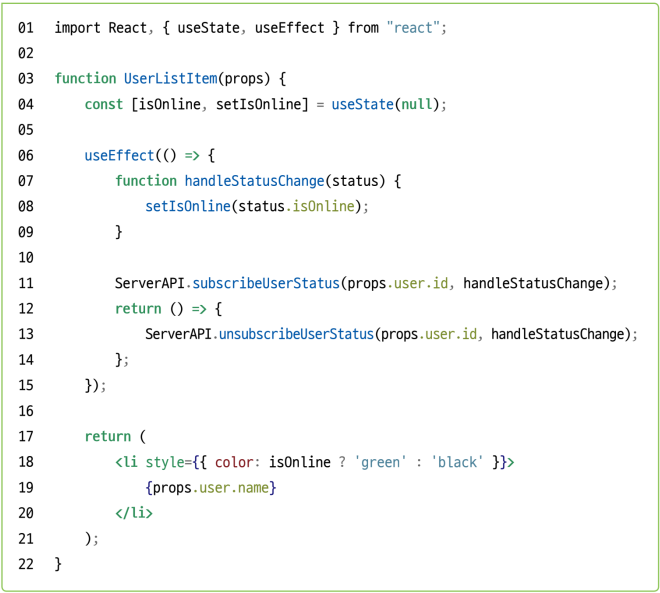 01 import React, { useState, useEffect } from "react";
02
03 function UserListItem(props) {
04     const [isOnline, setIsOnline] = useState(null);
05
06     useEffect(() => {
07         function handleStatusChange(status) {
08             setIsOnline(status.isOnline);
09         }
10
11         ServerAPI.subscribeUserStatus(props.user.id, handleStatusChange);
12         return () => {
13             ServerAPI.unsubscribeUserStatus(props.user.id, handleStatusChange);
14         };
15     });
16
17     return (
18         <li style={{ color: isOnline ? 'green' : 'black' }}>
19             {props.user.name}
20         </li>
21     );
22 }